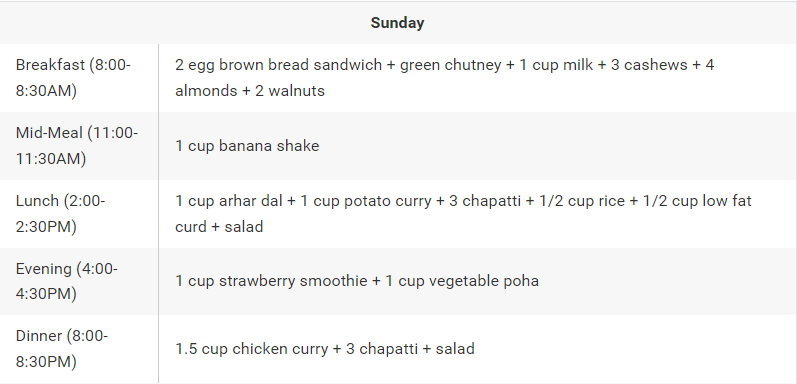 Sunday
Breakfast (8:00-
8:30AM)
2 egg brown bread sandwich + green chutney + 1 cup milk + 3 cashews + 4
almonds + 2 walnuts
Mid-Meal (11:00-
11:30AM)
1 cup banana shake
Lunch (2:00-
2:30PM)
1 cup arhar dal + 1 cup potato curry + 3 chapatti + 1/2 cup rice + 1/2 cup low fat
curd + salad
Evening (4:00-
4:30PM)
1 cup strawberry smoothie + 1 cup vegetable poha
Dinner (8:00-
8:30PM)
1.5 cup chicken curry + 3 chapatti + salad